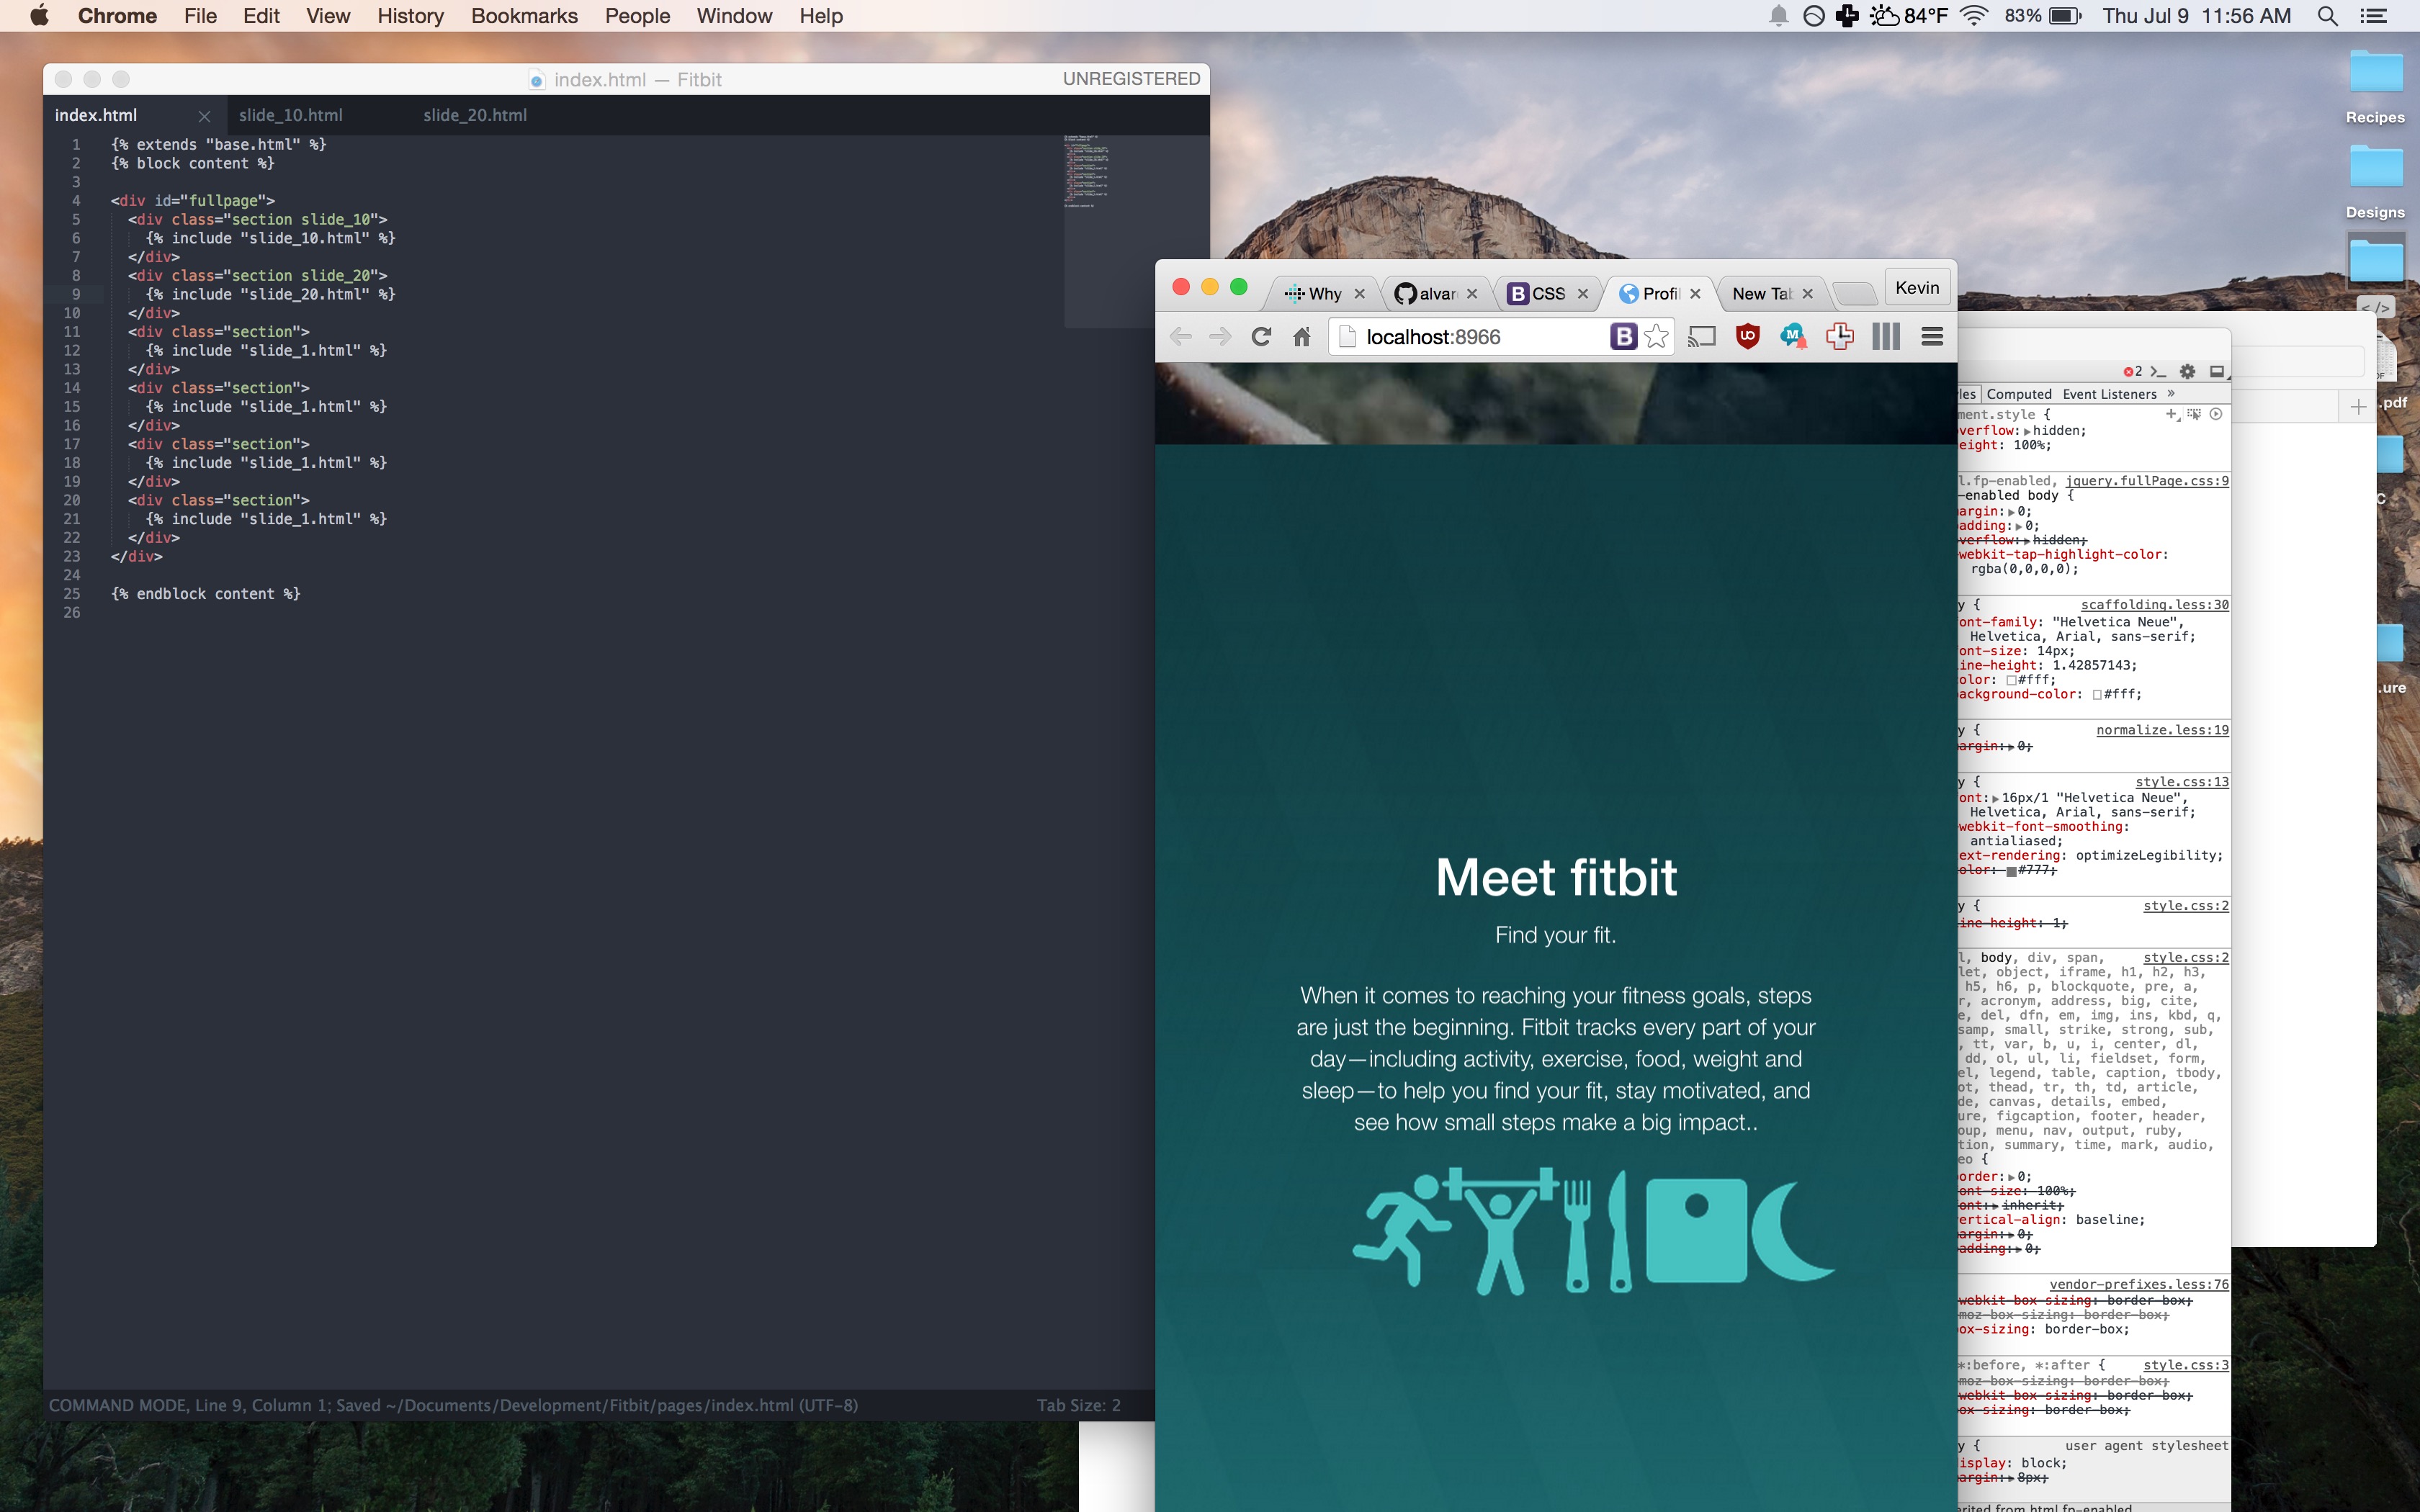 Chrome File Edit View History Bookmarks People Window Help
84°F 83% Thu Jul 9 11:56 AM
index.html — Fitbit UNREGISTERED
index.html slide_10.html slide_20.html
1 {% extends "base.html" %}
2 {% block content %}
3
4 <div id="fullpage">
5 <div class="section slide_10">
6 {% include "slide_10.html" %}
7 </div>
8 <div class="section slide_20">
9 {% include "slide_20.html" %}
10 </div>
11 <div class="section">
12 {% include "slide_1.html" %}
13 </div>
14 <div class="section">
15 {% include "slide_1.html" %}
16 </div>
17 <div class="section">
18 {% include "slide_1.html" %}
19 </div>
20 <div class="section">
21 {% include "slide_1.html" %}
22 </div>
23 </div>
24
25 {% endblock content %}
26
COMMAND MODE, Line 9, Column 1; Saved ~/Documents/Development/Fitbit/pages/index.html (UTF-8) Tab Size: 2
Why alvar B CSS Profil New Tab Kevin
localhost:8966 B
Meet fitbit
Find your fit.
When it comes to reaching your fitness goals, steps
are just the beginning. Fitbit tracks every part of your
day—including activity, exercise, food, weight and
sleep—to help you find your fit, stay motivated, and
see how small steps make a big impact..
2
les Computed Event Listeners »
ment.style {
verflow: hidden;
eight: 100%;
l.fp-enabled, jquery.fullPage.css:9
-enabled body {
argin: 0;
adding: 0;
verflow: hidden;
webkit-tap-highlight-color:
rgba(0,0,0,0);
y { scaffolding.less:30
ont-family: "Helvetica Neue",
Helvetica, Arial, sans-serif;
ont-size: 14px;
ine-height: 1.42857143;
olor: #fff;
ackground-color: #fff;
y { normalize.less:19
argin: 0;
y { style.css:13
ont: 16px/1 "Helvetica Neue",
Helvetica, Arial, sans-serif;
webkit-font-smoothing:
antialiased;
ext-rendering: optimizeLegibility;
olor: #777;
y { style.css:2
ine-height: 1;
l, body, div, span, style.css:2
let, object, iframe, h1, h2, h3,
h5, h6, p, blockquote, pre, a,
r, acronym, address, big, cite,
e, del, dfn, em, img, ins, kbd, q,
samp, small, strike, strong, sub,
, tt, var, b, u, i, center, dl,
dd, ol, ul, li, fieldset, form,
el, legend, table, caption, tbody,
ot, thead, tr, th, td, article,
de, canvas, details, embed,
ure, figcaption, footer, header,
oup, menu, nav, output, ruby,
tion, summary, time, mark, audio,
eo {
order: 0;
ont-size: 100%;
ont: inherit;
ertical-align: baseline;
argin: 0;
adding: 0;
vendor-prefixes.less:76
webkit-box-sizing: border-box;
moz-box-sizing: border-box;
ox-sizing: border-box;
*:before, *:after { style.css:3
moz-box-sizing: border-box;
webkit-box-sizing: border-box;
ox-sizing: border-box;
y { user agent stylesheet
isplay: block;
argin: 8px;
erited from html.fp-enabled
Recipes
Designs
</>
.pdf
.ure